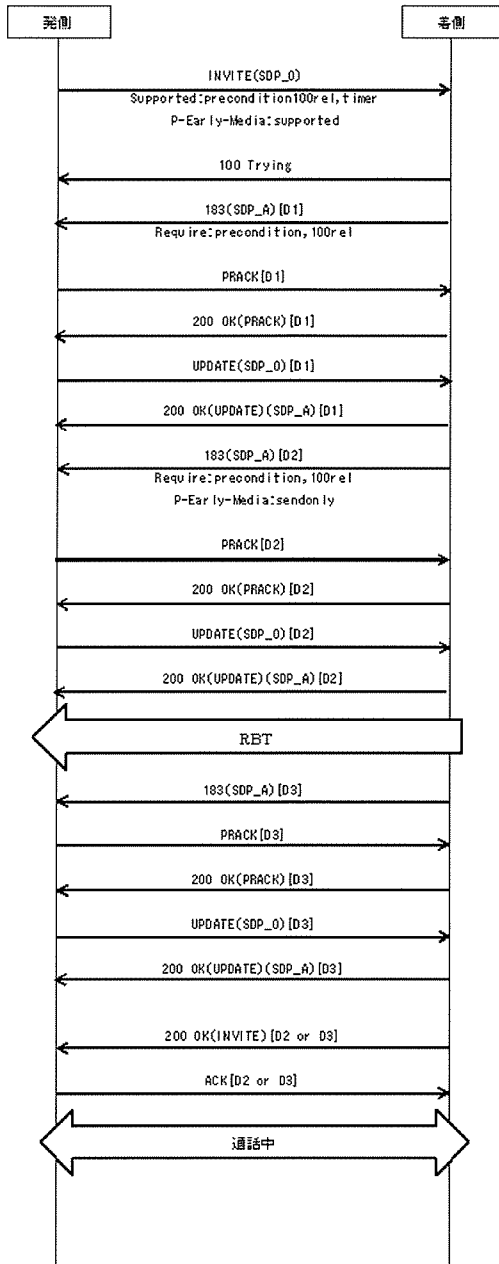 発側
着側
INVITE(SDP_O)
Supported:precondition100rel,timer
P-Early-Media:supported
100 Trying
183(SDP_A)[D1]
Require:precondition,100rel
PRACK[D1]
200 OK(PRACK)[D1]
UPDATE(SDP_O)[D1]
200 OK(UPDATE)(SDP_A)[D1]
183(SDP_A)[D2]
Require:precondition,100rel
P-Early-Media:sendonly
PRACK[D2]
200 OK(PRACK)[D2]
UPDATE(SDP_O)[D2]
200 OK(UPDATE)(SDP_A)[D2]
RBT
183(SDP_A)[D3]
PRACK[D3]
200 OK(PRACK)[D3]
UPDATE(SDP_O)[D3]
200 OK(UPDATE)(SDP_A)[D3]
200 OK(INVITE)[D2 or D3]
ACK[D2 or D3]
通話中